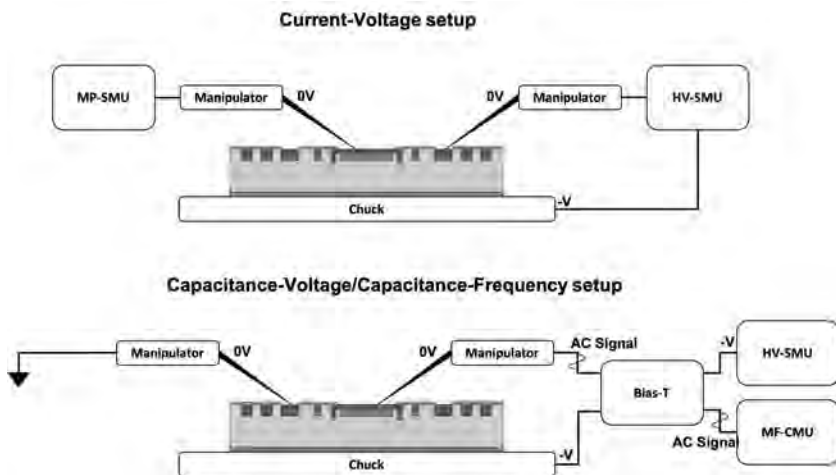 Current-Voltage setup
MP-SMU
Manipulator
0V
0V
Manipulator
HV-SMU
Chuck
-V
Capacitance-Voltage/Capacitance-Frequency setup
Manipulator
0V
0V
Manipulator
AC Signal
-V
HV-SMU
Bias-T
MF-CMU
AC Signal
Chuck
-V